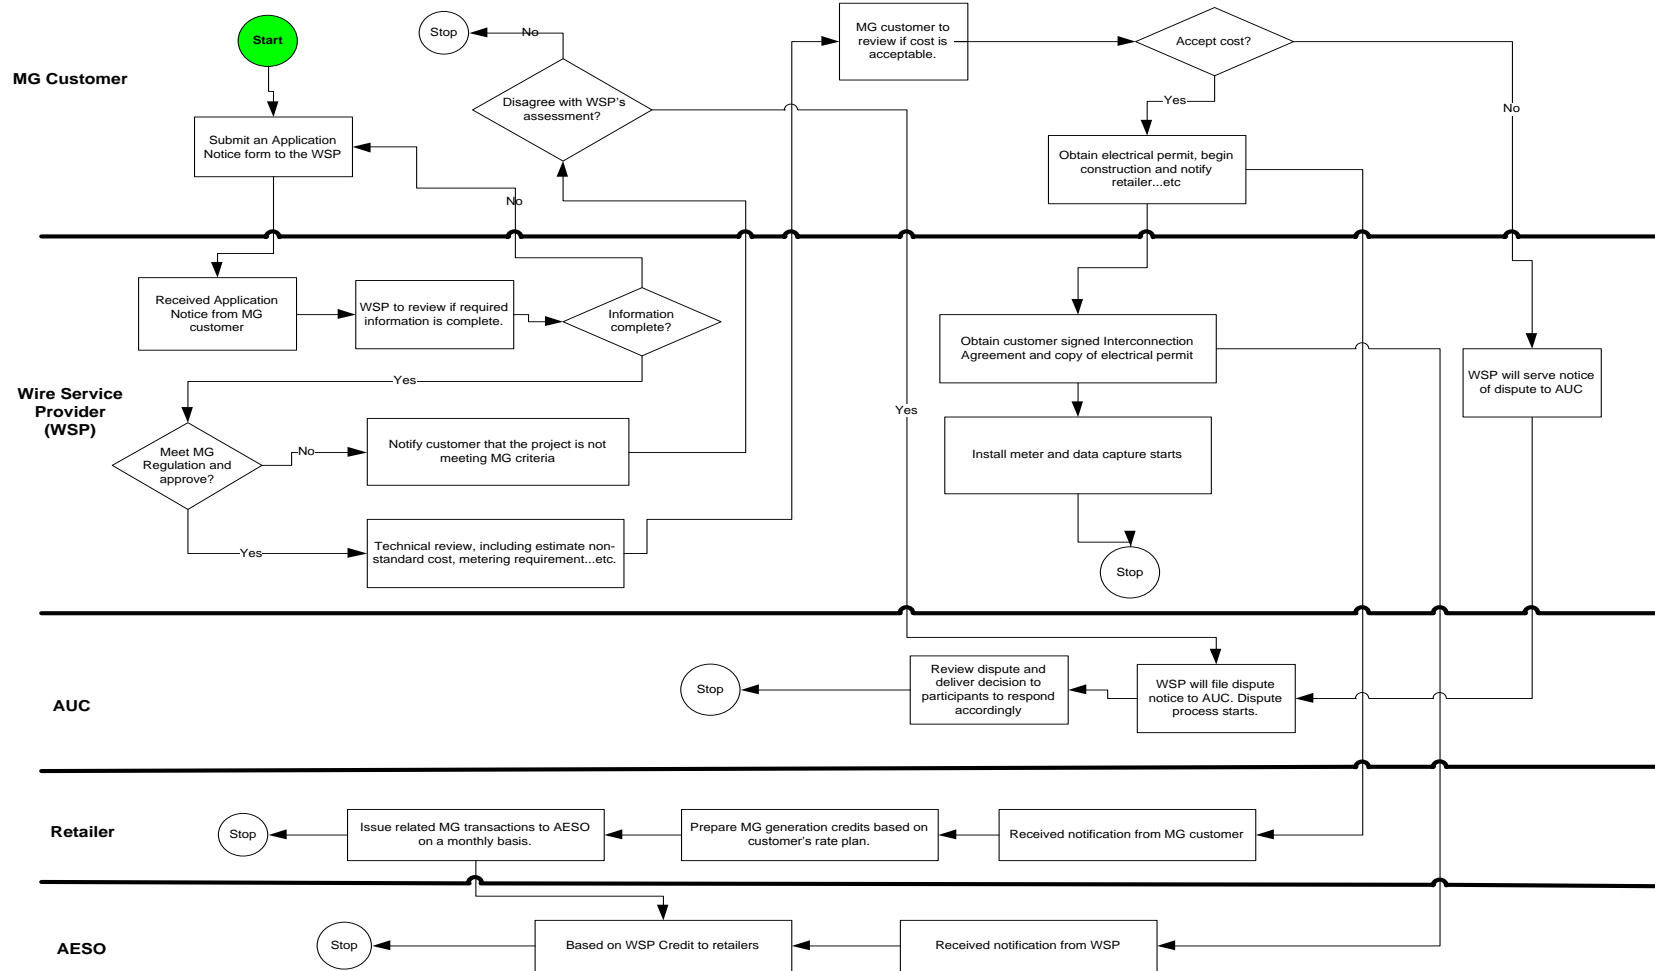 MG Customer
Start
Submit an Application
Notice form to the WSP
Stop
No
Disagree with WSP's
assessment?
MG customer to
review if cost is
acceptable.
Accept cost?
Yes
No
Obtain electrical permit, begin
construction and notify
retailer...etc
No
Wire Service
Provider
(WSP)
Received Application
Notice from MG
customer
WSP to review if required
information is complete.
Information
complete?
Yes
Meet MG
Regulation and
approve?
No
Notify customer that the project is not
meeting MG criteria
Yes
Technical review, including estimate non-
standard cost, metering requirement...etc.
Yes
Obtain customer signed Interconnection
Agreement and copy of electrical permit
Install meter and data capture starts
Stop
WSP will serve notice
of dispute to AUC
AUC
Stop
Review dispute and
deliver decision to
participants to respond
accordingly
WSP will file dispute
notice to AUC. Dispute
process starts.
Retailer
Stop
Issue related MG transactions to AESO
on a monthly basis.
Prepare MG generation credits based on
customer's rate plan.
Received notification from MG customer
AESO
Stop
Based on WSP Credit to retailers
Received notification from WSP